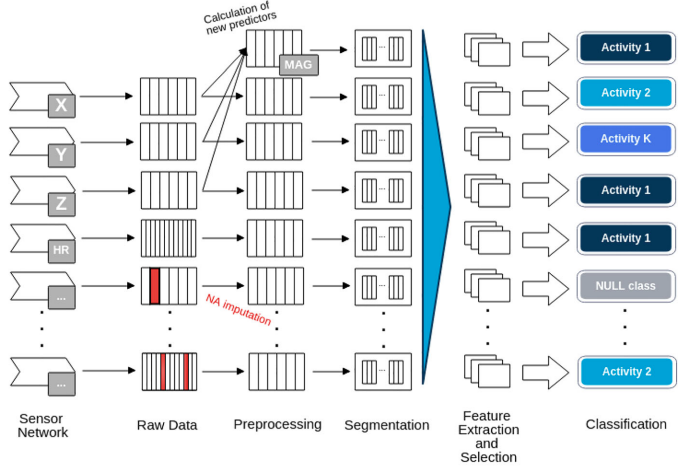 Calculation of
new predictors
MAG
Activity 1
X
Activity 2
Y
Activity K
Z
Activity 1
HR
Activity 1
...
NA imputation
NULL class
...
Activity 2
Sensor
Network
Raw Data
Preprocessing
Segmentation
Feature
Extraction
and
Selection
Classification